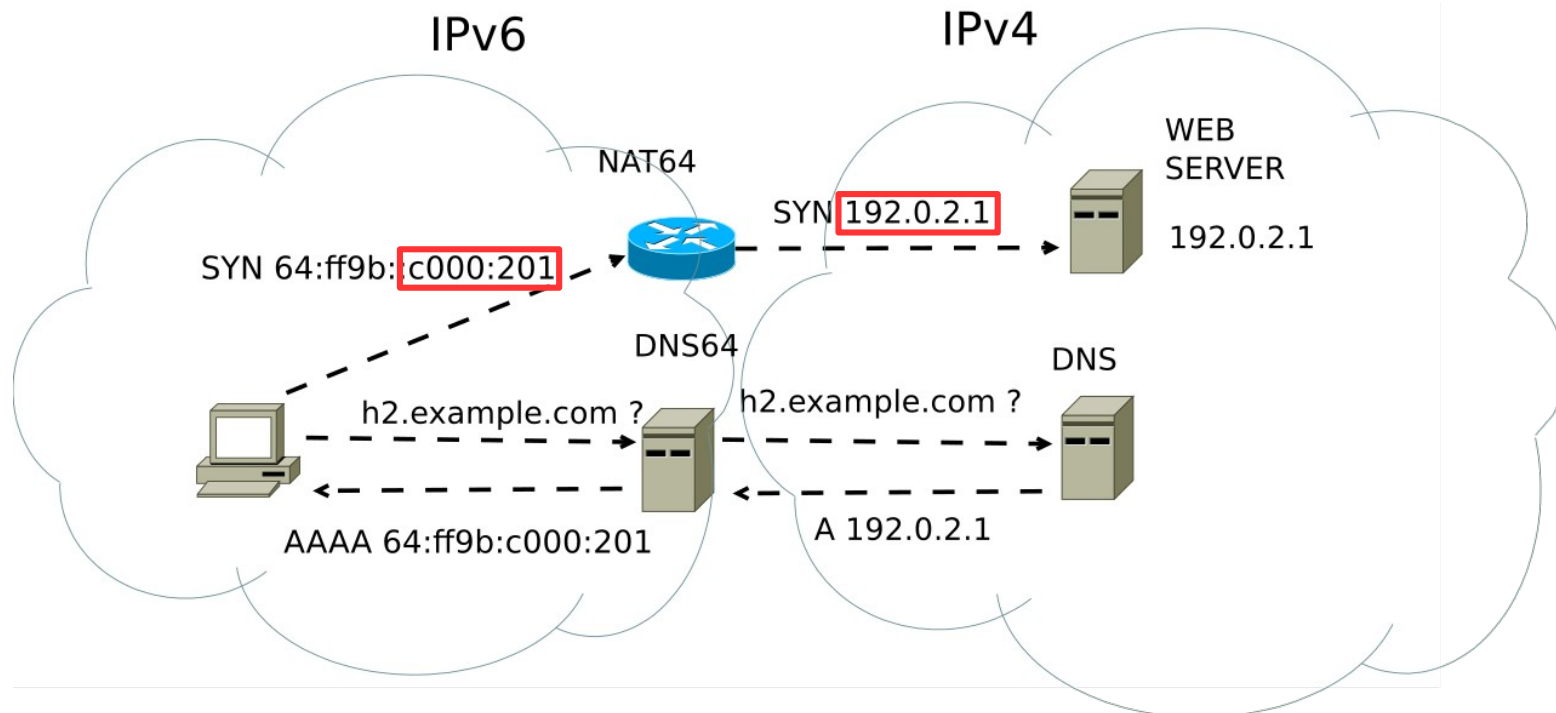 IPv6
IPv4
NAT64
WEB
SERVER
SYN 192.0.2.1
192.0.2.1
SYN 64:ff9b::c000:201
DNS64
DNS
h2.example.com ?
h2.example.com ?
AAAA 64:ff9b:c000:201
A 192.0.2.1